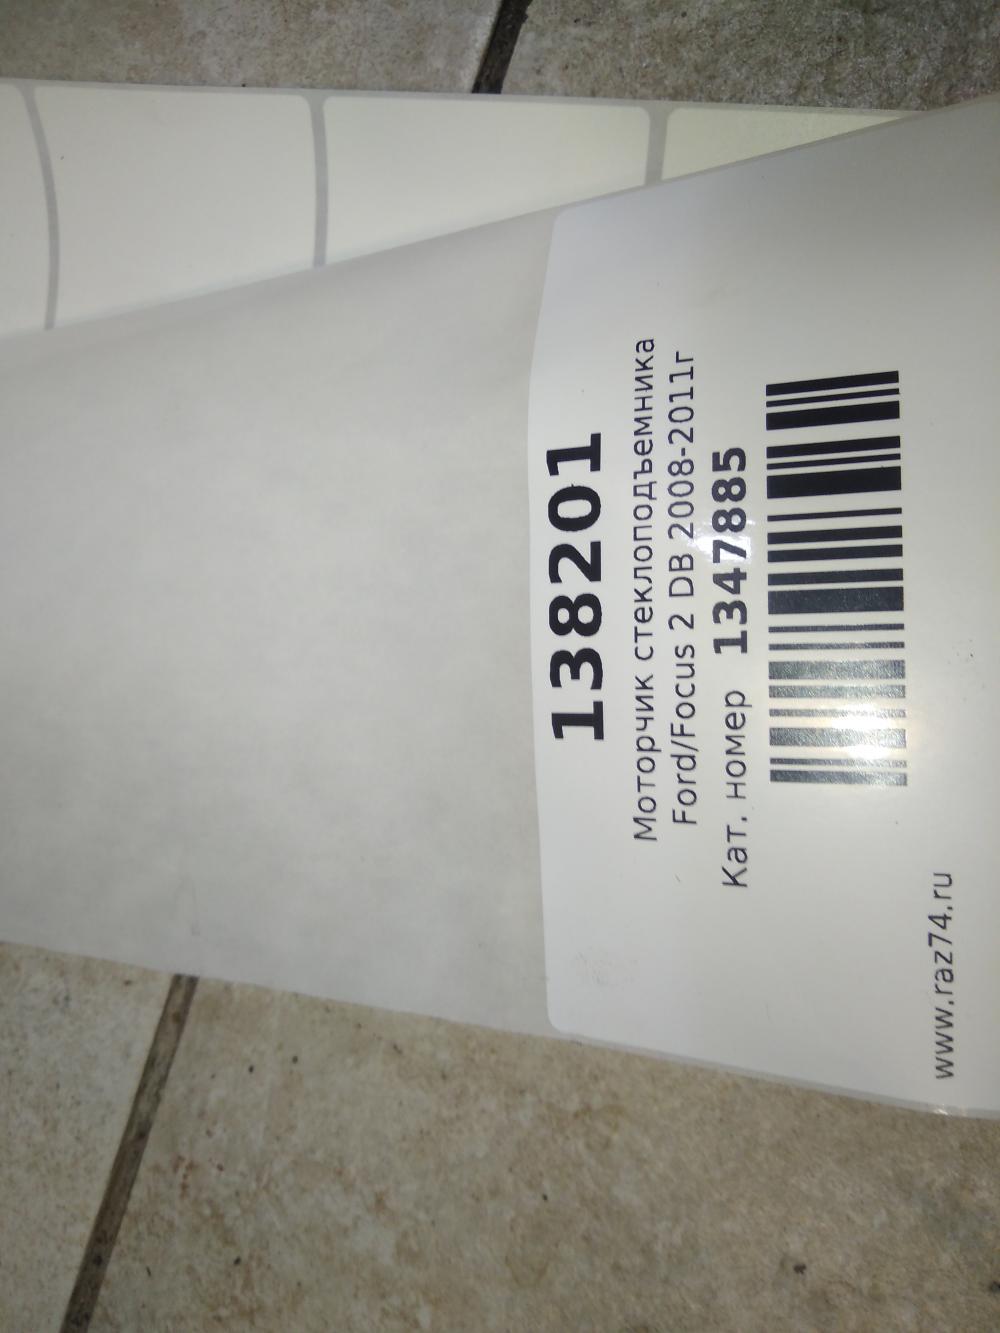 138201
Моторчик стеклоподъемника
Ford/Focus 2 DB 2008-2011г
Кат. номер 1347885
www.raz74.ru